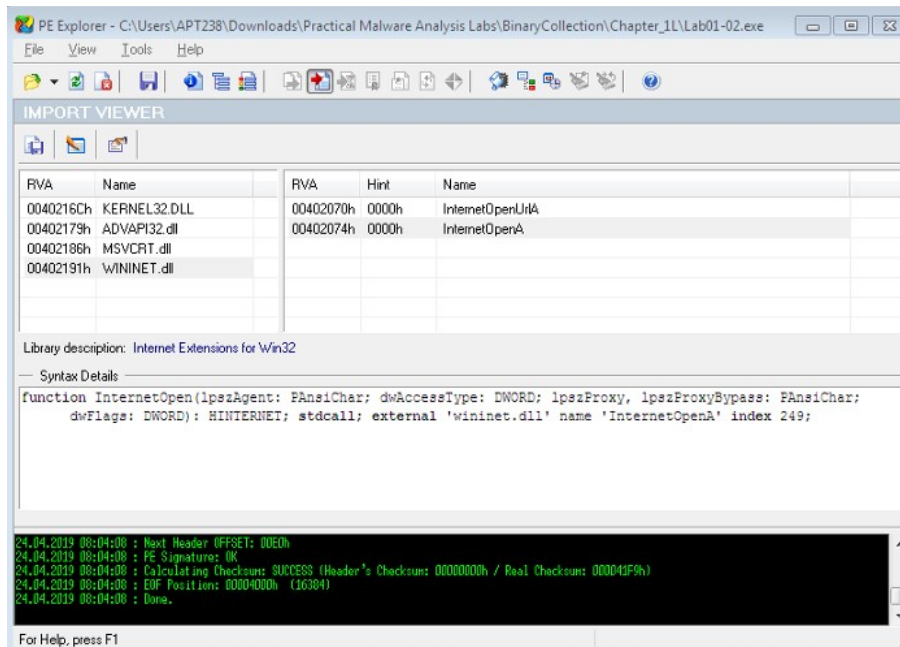 PE Explorer - C:\Users\APT238\Downloads\Practical Malware Analysis Labs\BinaryCollection\Chapter_1L\Lab01-02.exe
File View Tools Help
IMPORT VIEWER
RVA Name RVA Hint Name
0040216Ch KERNEL32.DLL 00402070h 0000h InternetOpenUrlA
00402179h ADVAPI32.dll 00402074h 0000h InternetOpenA
00402186h MSVCRT.dll
00402191h WININET.dll
Library description: Internet Extensions for Win32
Syntax Details
function InternetOpen(lpszAgent: PAnsiChar; dwAccessType: DWORD; lpszProxy, lpszProxyBypass: PAnsiChar;
dwFlags: DWORD): HINTERNET; stdcall; external 'wininet.dll' name 'InternetOpenA' index 249;
24.04.2019 08:04:08 : Next Header OFFSET: 00E0h
24.04.2019 08:04:08 : PE Signature: OK
24.04.2019 08:04:08 : Calculating Checksum: SUCCESS (Header's Checksum: 00000000h / Real Checksum: 000041F9h)
24.04.2019 08:04:08 : EOF Position: 00004000h (16384)
24.04.2019 08:04:08 : Done.
For Help, press F1